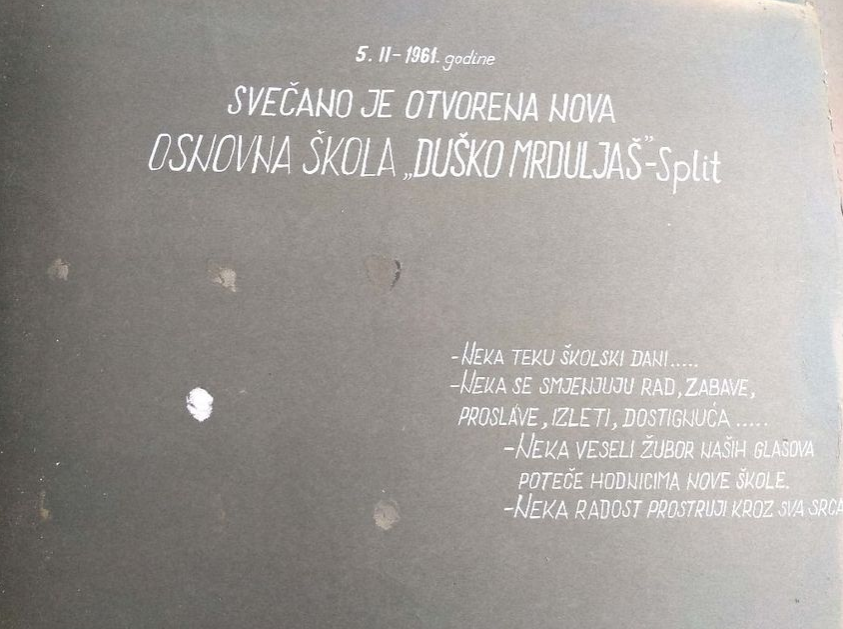 5. II - 1961. godine
SVEČANO JE OTVORENA NOVA
OSNOVNA ŠKOLA „DUŠKO MRDULJAŠ” - Split
- NEKA TEKU ŠKOLSKI DANI.....
- NEKA SE SMJENJUJU RAD, ZABAVE,
PROSLAVE, IZLETI, DOSTIGNUĆA .....
- NEKA VESELI ŽUBOR NAŠIH GLASOVA
POTEČE HODNICIMA NOVE ŠKOLE.
- NEKA RADOST PROSTRUJI KROZ SVA SRCA